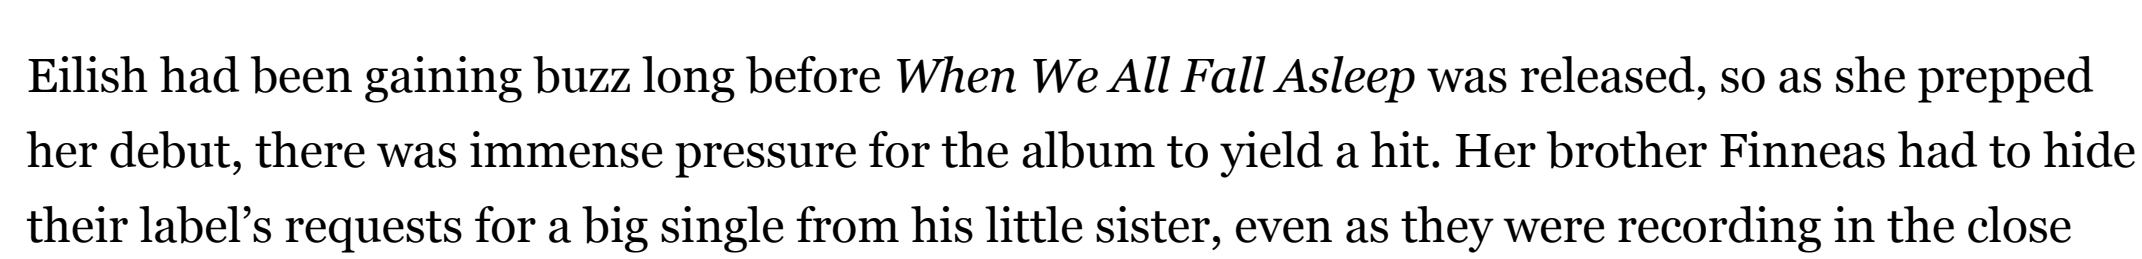 Eilish had been gaining buzz long before When We All Fall Asleep was released, so as she prepped
her debut, there was immense pressure for the album to yield a hit. Her brother Finneas had to hide
their label’s requests for a big single from his little sister, even as they were recording in the close